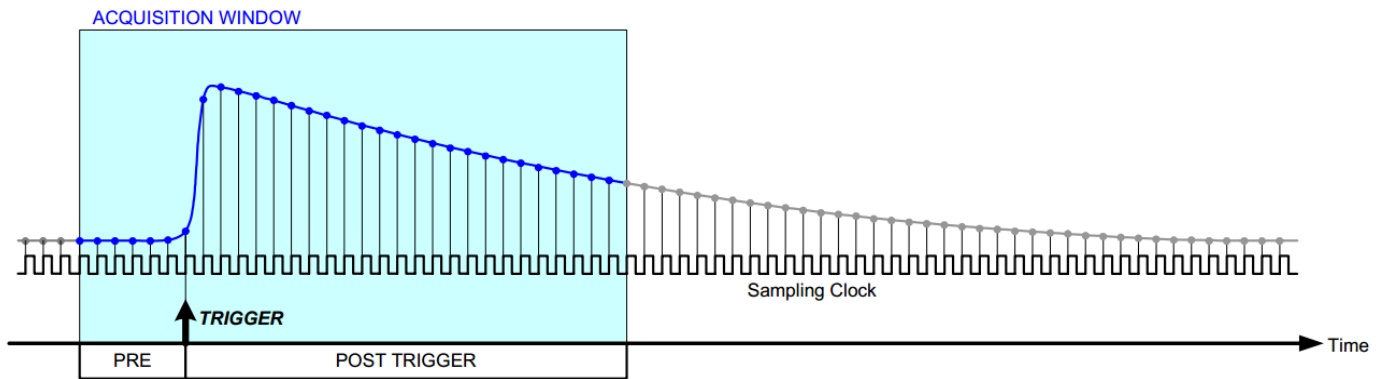 ACQUISITION WINDOW
Sampling Clock
TRIGGER
Time
PRE
POST TRIGGER